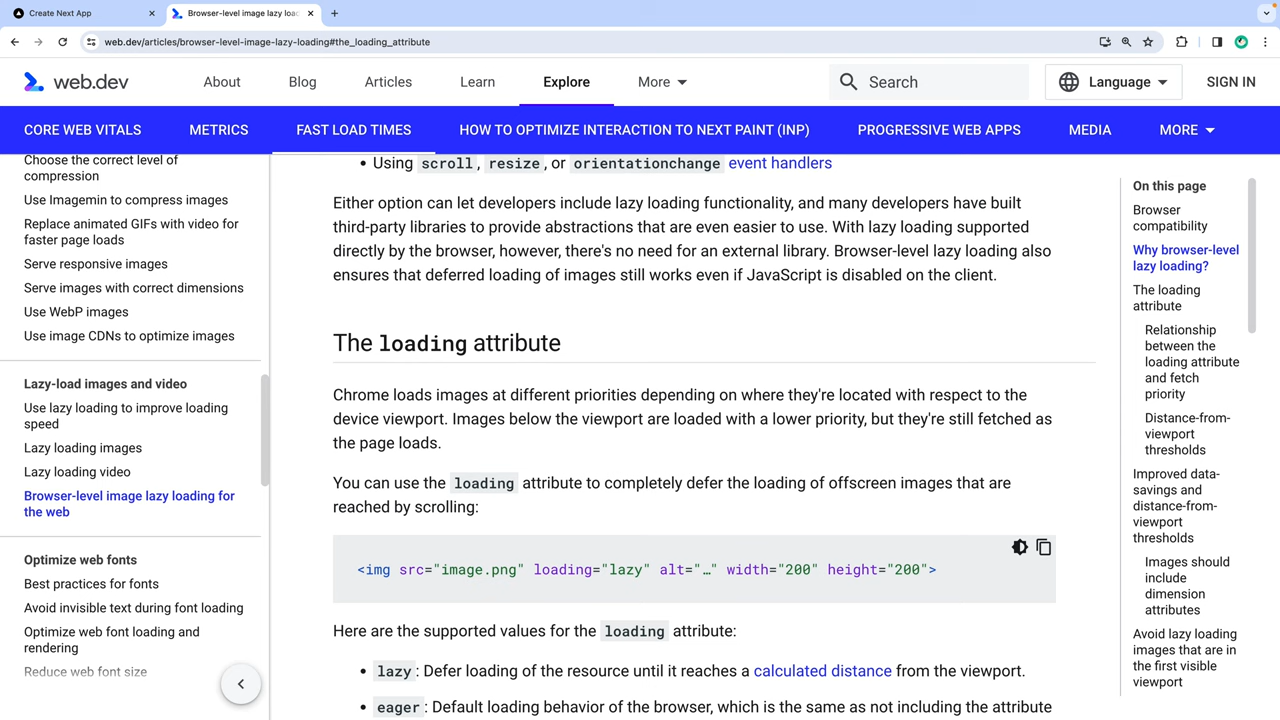 Create Next App
Browser-level image lazy loa
web.dev/articles/browser-level-image-lazy-loading#the_loading_attribute
web.dev
About
Blog
Articles
Learn
Explore
More
Search
Language
SIGN IN
CORE WEB VITALS
METRICS
FAST LOAD TIMES
HOW TO OPTIMIZE INTERACTION TO NEXT PAINT (INP)
PROGRESSIVE WEB APPS
MEDIA
MORE
Choose the correct level of
compression
Use Imagemin to compress images
Replace animated GIFs with video for
faster page loads
Serve responsive images
Serve images with correct dimensions
Use WebP images
Use image CDNs to optimize images
Lazy-load images and video
Use lazy loading to improve loading
speed
Lazy loading images
Lazy loading video
Browser-level image lazy loading for
the web
Optimize web fonts
Best practices for fonts
Avoid invisible text during font loading
Optimize web font loading and
rendering
Reduce web font size
• Using scroll, resize, or orientationchange event handlers
Either option can let developers include lazy loading functionality, and many developers have built
third-party libraries to provide abstractions that are even easier to use. With lazy loading supported
directly by the browser, however, there's no need for an external library. Browser-level lazy loading also
ensures that deferred loading of images still works even if JavaScript is disabled on the client.
The loading attribute
Chrome loads images at different priorities depending on where they're located with respect to the
device viewport. Images below the viewport are loaded with a lower priority, but they're still fetched as
the page loads.
You can use the loading attribute to completely defer the loading of offscreen images that are
reached by scrolling:
<img src="image.png" loading="lazy" alt="…" width="200" height="200">
Here are the supported values for the loading attribute:
• lazy: Defer loading of the resource until it reaches a calculated distance from the viewport.
• eager: Default loading behavior of the browser, which is the same as not including the attribute
On this page
Browser
compatibility
Why browser-level
lazy loading?
The loading
attribute
Relationship
between the
loading attribute
and fetch
priority
Distance-from-
viewport
thresholds
Improved data-
savings and
distance-from-
viewport
thresholds
Images should
include
dimension
attributes
Avoid lazy loading
images that are in
the first visible
viewport